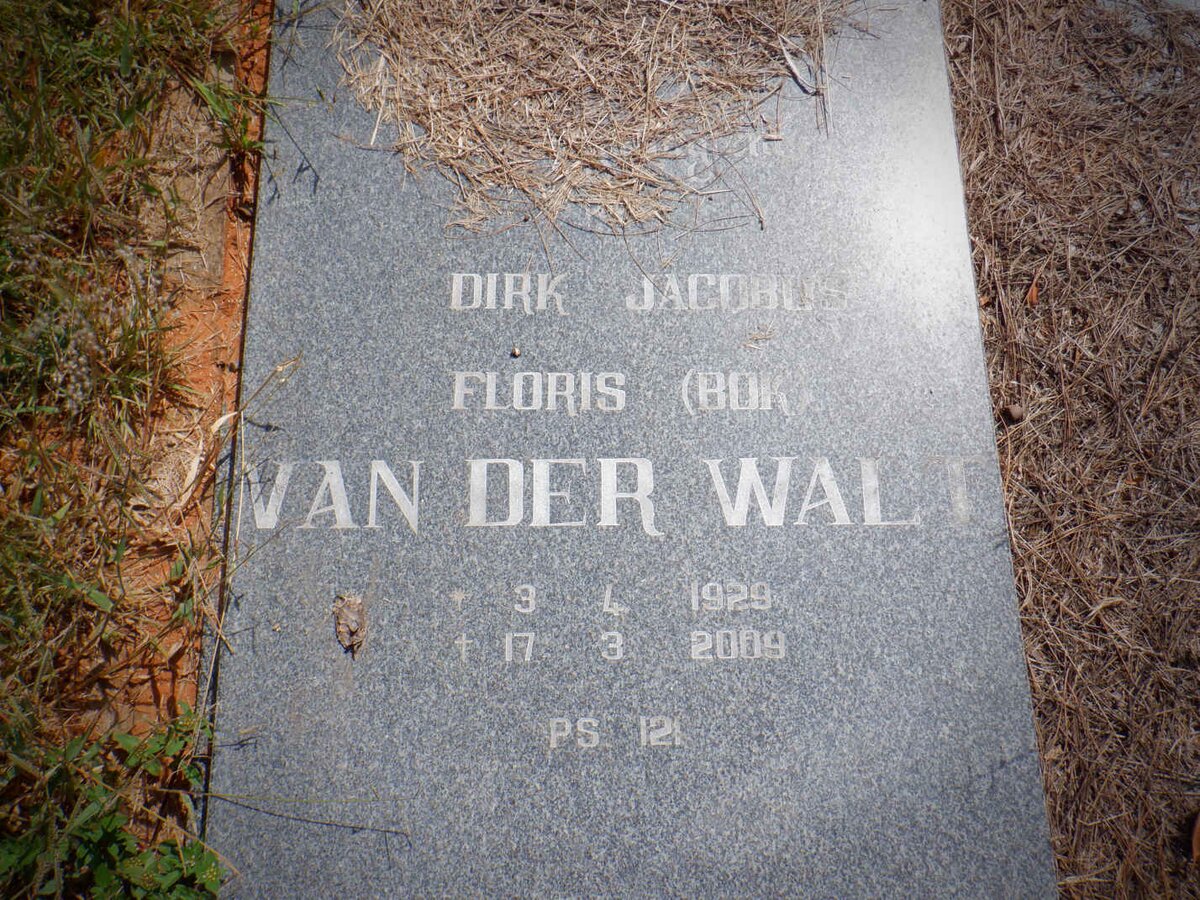 DIRK JACOBUS
FLORIS (BOK)
VAN DER WALT
* 3 4 1929
† 17 3 2009
PS. 121